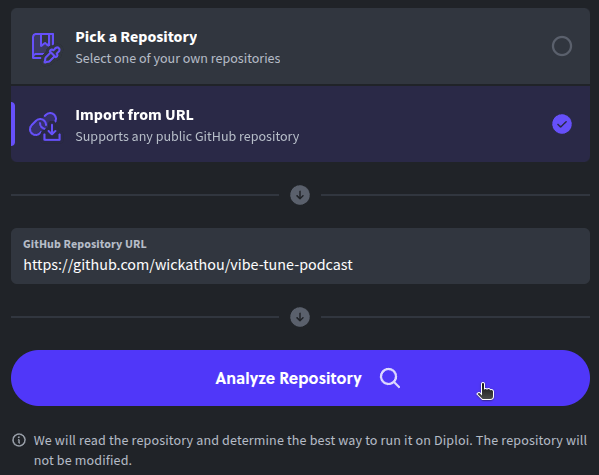 Pick a Repository
Select one of your own repositories
Import from URL
Supports any public GitHub repository
GitHub Repository URL
https://github.com/wickathou/vibe-tune-podcast
Analyze Repository
We will read the repository and determine the best way to run it on Diploi. The repository will
not be modified.